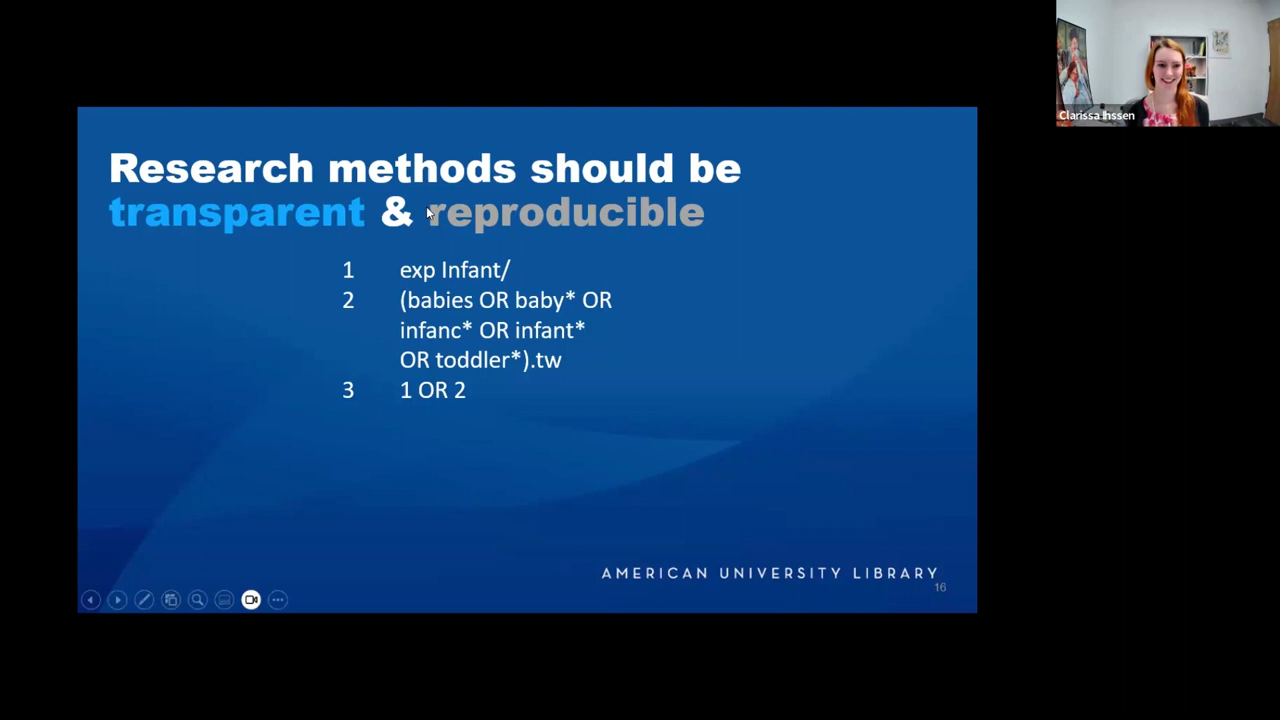 Clarissa Ihssen
Research methods should be
transparent & reproducible
1 exp Infant/
2 (babies OR baby* OR
infanc* OR infant*
OR toddler*).tw
3 1 OR 2
AMERICAN UNIVERSITY LIBRARY
16